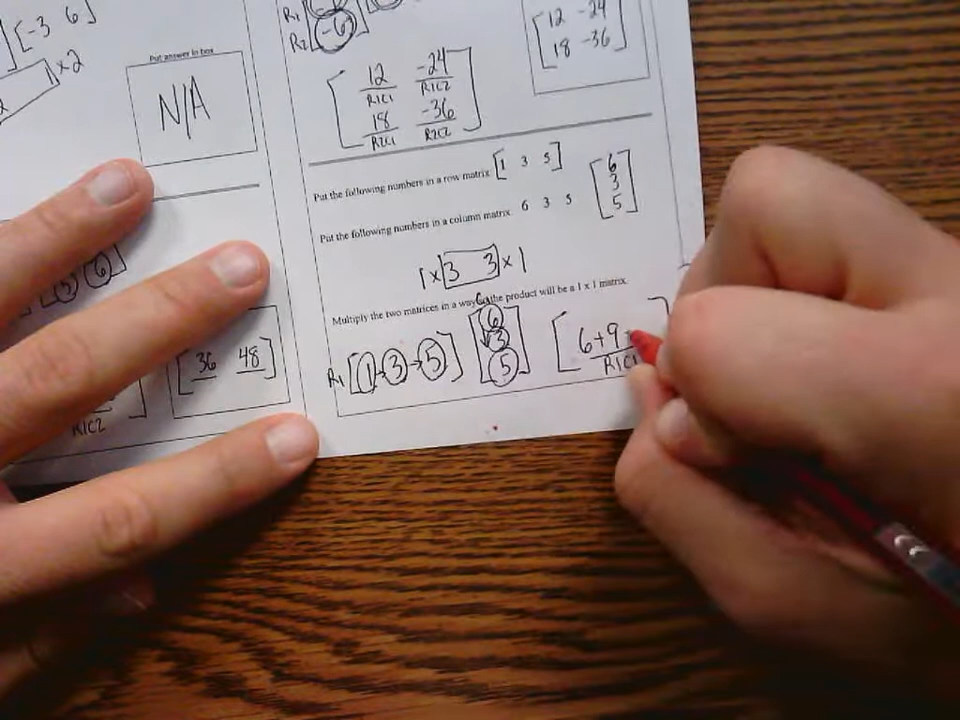 [-3 6]
1 x 2
Put answer in box
N/A
5 6
[36 48]
R1C2
R1
R2 [-6]
[12 -24
18 -36]
12 -24
R1C1 R1C2
18 -36
R2C1 R2C2
Put the following numbers in a row matrix [1 3 5]
Put the following numbers in a column matrix 6 3 5 [6
3
5]
1 x 3 3 x 1
Multiply the two matrices in a way the product will be a 1 x 1 matrix.
C1
R1 [1 3 5] [6
3
5] [6+9+
R1C1
]